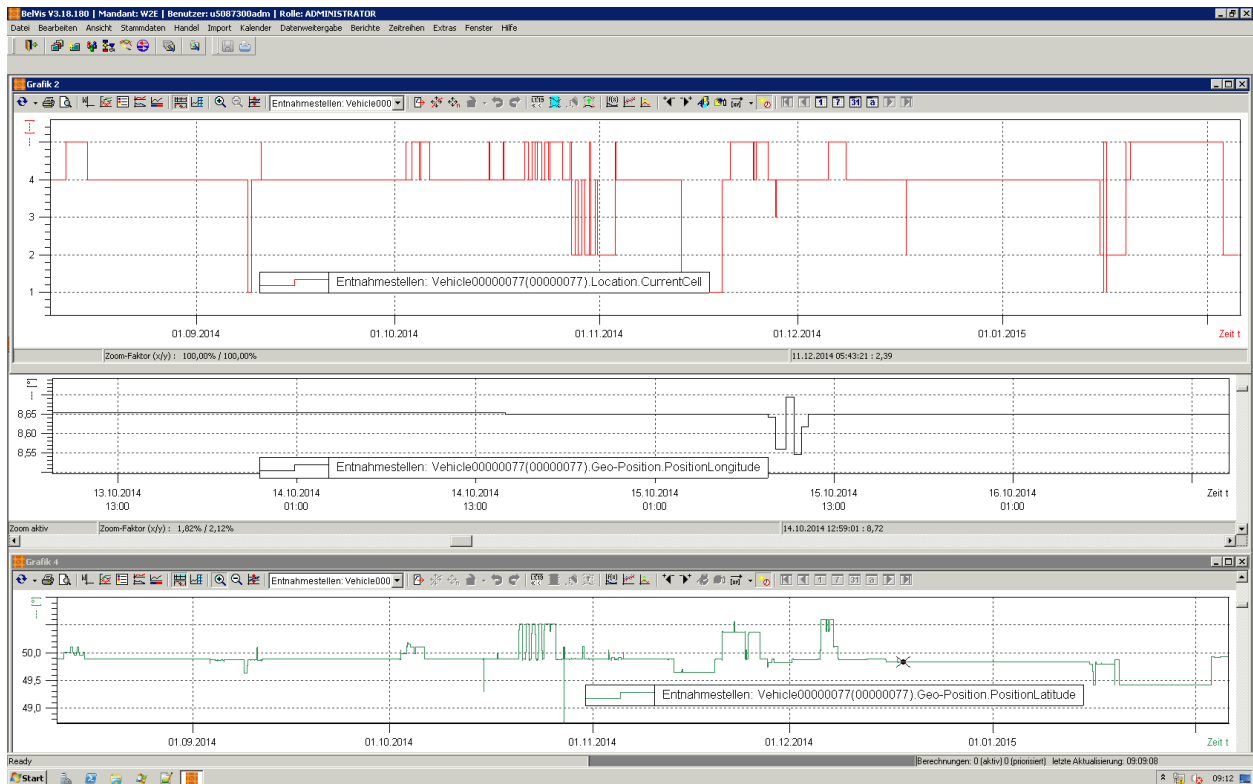 BelVis V3.18.180 | Mandant: W2E | Benutzer: u5087300adm | Rolle: ADMINISTRATOR
Datei Bearbeiten Ansicht Stammdaten Handel Import Kalender Datenweitergabe Berichte Zeitreihen Extras Fenster Hilfe
Grafik 2
Entnahmestellen: Vehicle000
4
3
2
1
Entnahmestellen: Vehicle00000077(00000077).Location.CurrentCell
01.09.2014 01.10.2014 01.11.2014 01.12.2014 01.01.2015 Zeit t
Zoom-Faktor (x/y) : 100,00% / 100,00% 11.12.2014 05:43:21 : 2,39
8,65
8,60
8,55
Entnahmestellen: Vehicle00000077(00000077).Geo-Position.PositionLongitude
13.10.2014 14.10.2014 14.10.2014 15.10.2014 15.10.2014 16.10.2014 Zeit t
13:00 01:00 13:00 01:00 13:00 01:00
Zoom aktiv Zoom-Faktor (x/y) : 1,82% / 2,12% 14.10.2014 12:59:01 : 8,72
Grafik 4
Entnahmestellen: Vehicle000
50,0
49,5
49,0
Entnahmestellen: Vehicle00000077(00000077).Geo-Position.PositionLatitude
01.09.2014 01.10.2014 01.11.2014 01.12.2014 01.01.2015 Zeit t
Ready Berechnungen: 0 (aktiv) 0 (priorisiert) letzte Aktualisierung: 09:09:08
Start 09:12